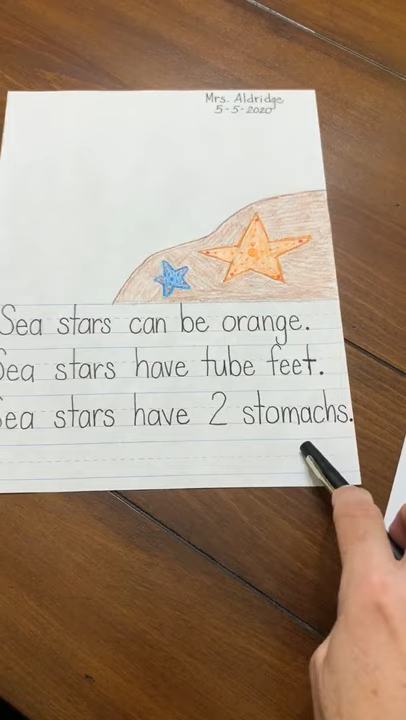 Mrs. Aldridge
5-5-2020
Sea stars can be orange.
Sea stars have tube feet.
Sea stars have 2 stomachs.